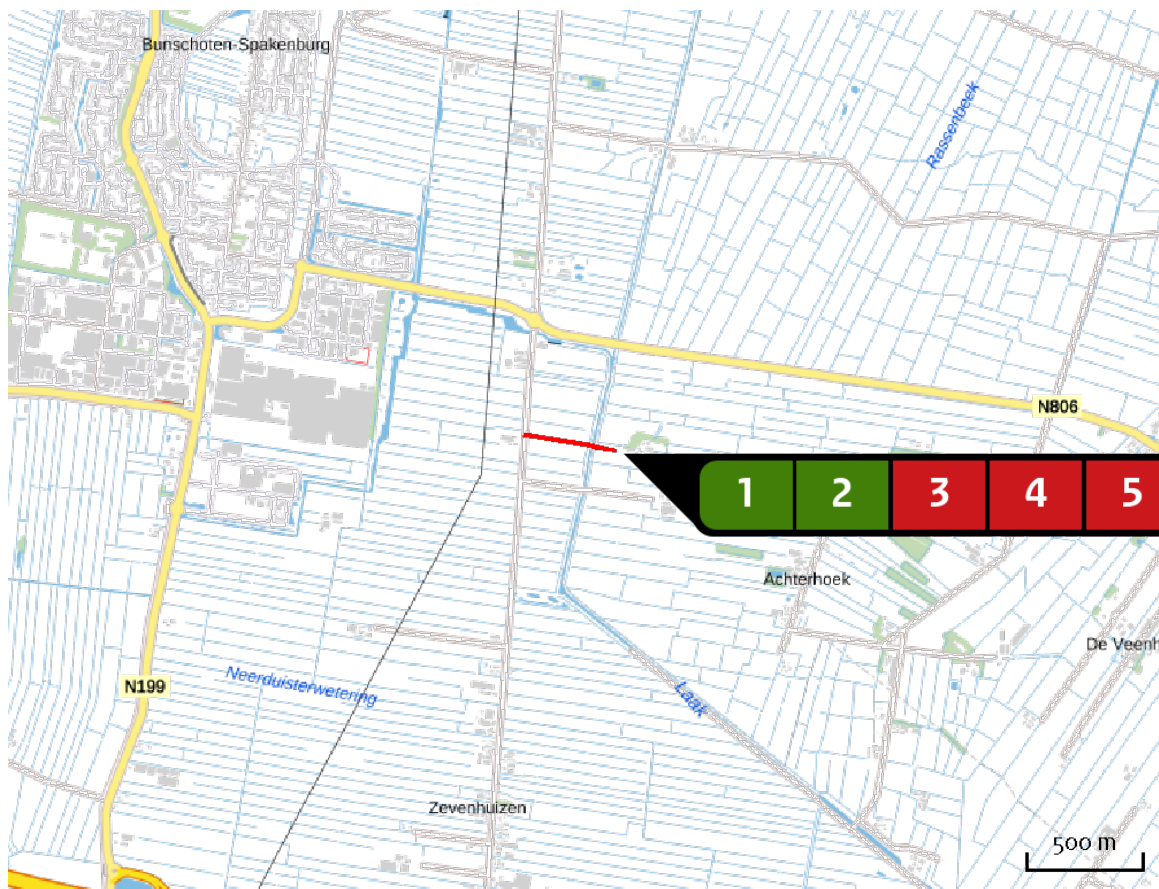 Bunschoten-Spakenburg
Rassenbeek
N806
1 2 3 4 5
Achterhoek
De Veenh
N199
Neerduisterwetering
Laak
Zevenhuizen
500 m